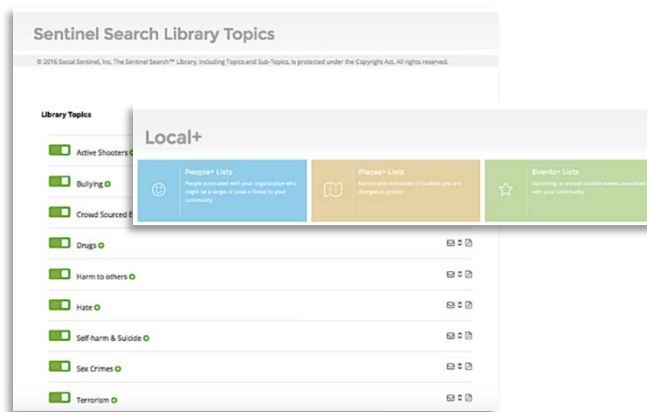 Sentinel Search Library Topics
© 2016 Social Sentinel, Inc. The Sentinel Search™ Library, including Topics and Sub-Topics, is protected under the Copyright Act. All rights reserved.
Library Topics
Active Shooters
Bullying
Crowd Sourced
Drugs
Harm to others
Hate
Self-harm & Suicide
Sex Crimes
Terrorism
Local+
People+ Lists
People associated with your organization who
might be a target or pose a threat to your
community
Places+ Lists
Names and nicknames of facilities you are
charged to protect
Events+ Lists
Upcoming or annual notable events associated
with your community